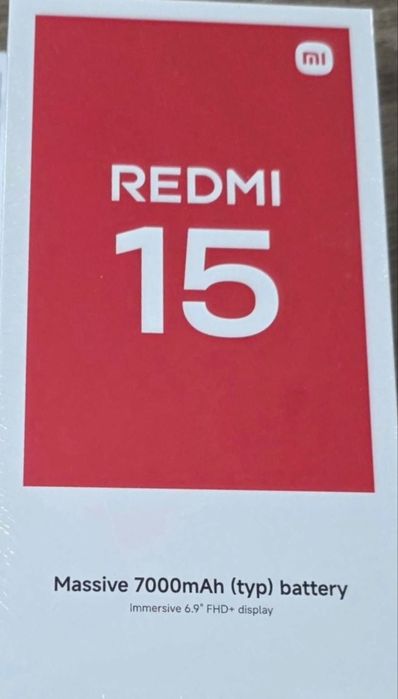 mi
REDMI
15
Massive 7000mAh (typ) battery
Immersive 6.9" FHD+ display